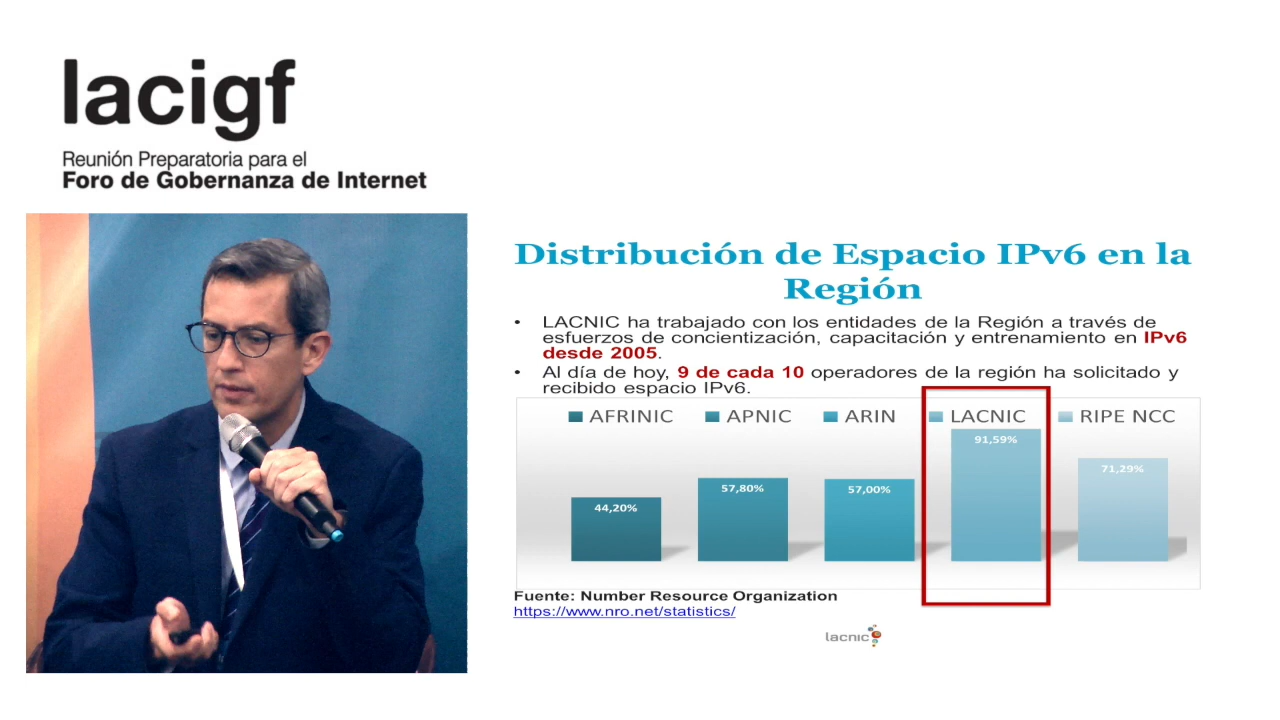 lacigf
Reunión Preparatoria para el
Foro de Gobernanza de Internet
Distribución de Espacio IPv6 en la
Región
• LACNIC ha trabajado con los entidades de la Región a través de
esfuerzos de concientización, capacitación y entrenamiento en IPv6
desde 2005.
• Al día de hoy, 9 de cada 10 operadores de la región ha solicitado y
recibido espacio IPv6.
AFRINIC APNIC ARIN LACNIC RIPE NCC
44,20% 57,80% 57,00% 91,59% 71,29%
Fuente: Number Resource Organization
https://www.nro.net/statistics/
lacnic